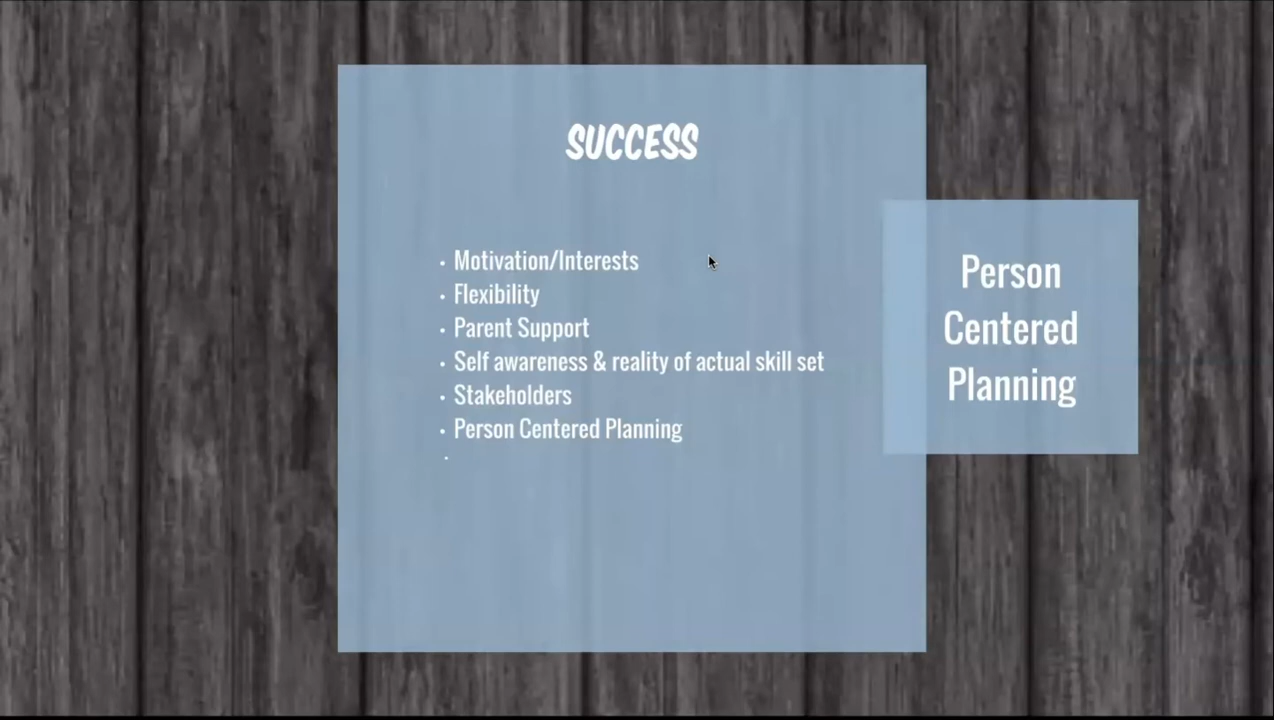 SUCCESS
• Motivation/Interests
• Flexibility
• Parent Support
• Self awareness & reality of actual skill set
• Stakeholders
• Person Centered Planning
•
Person
Centered
Planning